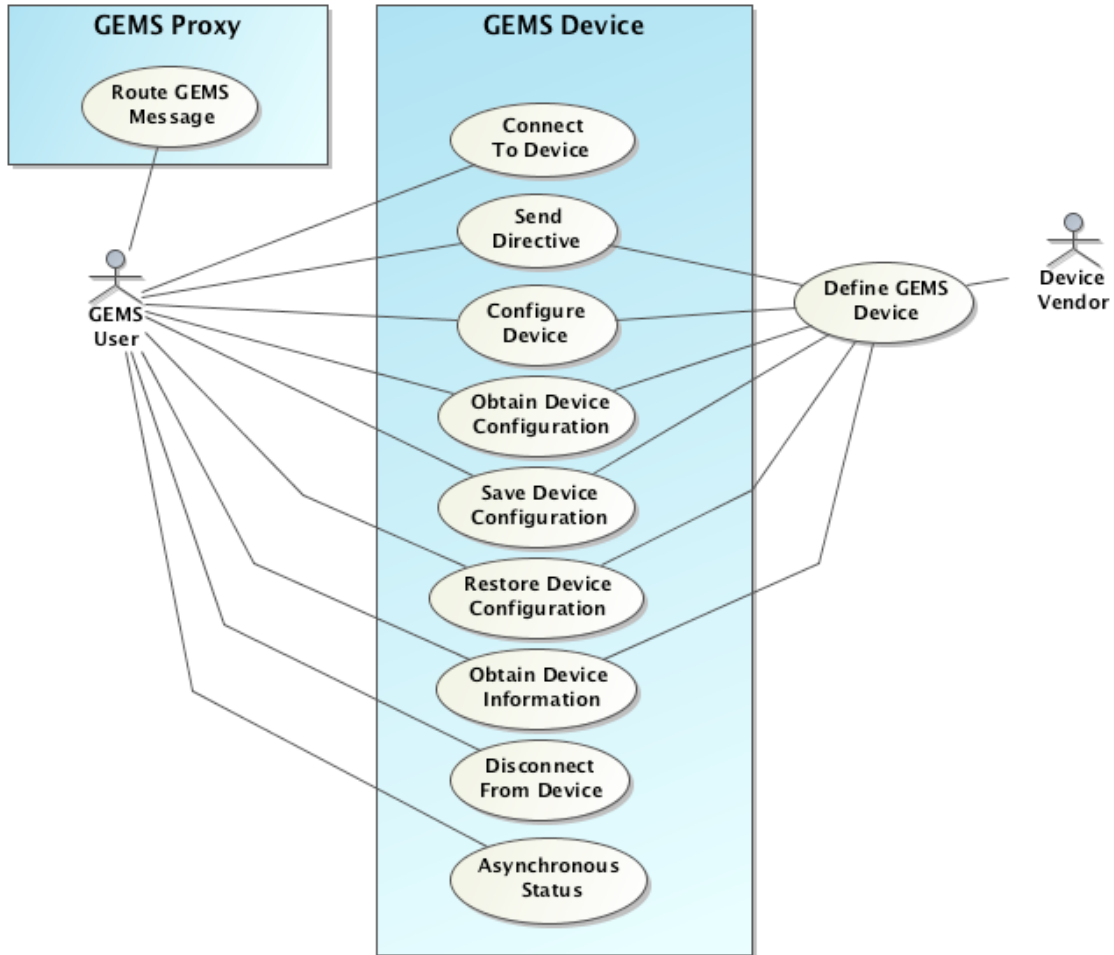 GEMS Proxy
Route GEMS
Message
GEMS
User
GEMS Device
Connect
To Device
Send
Directive
Configure
Device
Obtain Device
Configuration
Save Device
Configuration
Restore Device
Configuration
Obtain Device
Information
Disconnect
From Device
Asynchronous
Status
Define GEMS
Device
Device
Vendor